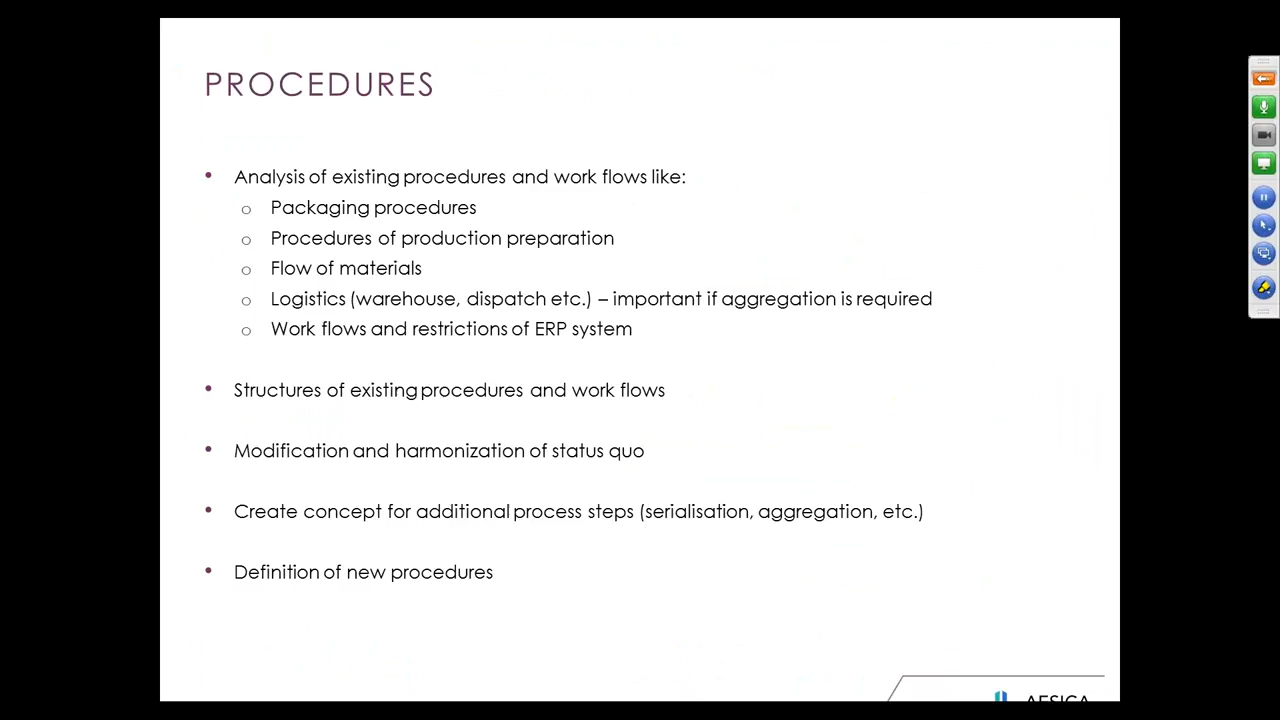 PROCEDURES
• Analysis of existing procedures and work flows like:
o Packaging procedures
o Procedures of production preparation
o Flow of materials
o Logistics (warehouse, dispatch etc.) – important if aggregation is required
o Work flows and restrictions of ERP system
• Structures of existing procedures and work flows
• Modification and harmonization of status quo
• Create concept for additional process steps (serialisation, aggregation, etc.)
• Definition of new procedures
AESICA